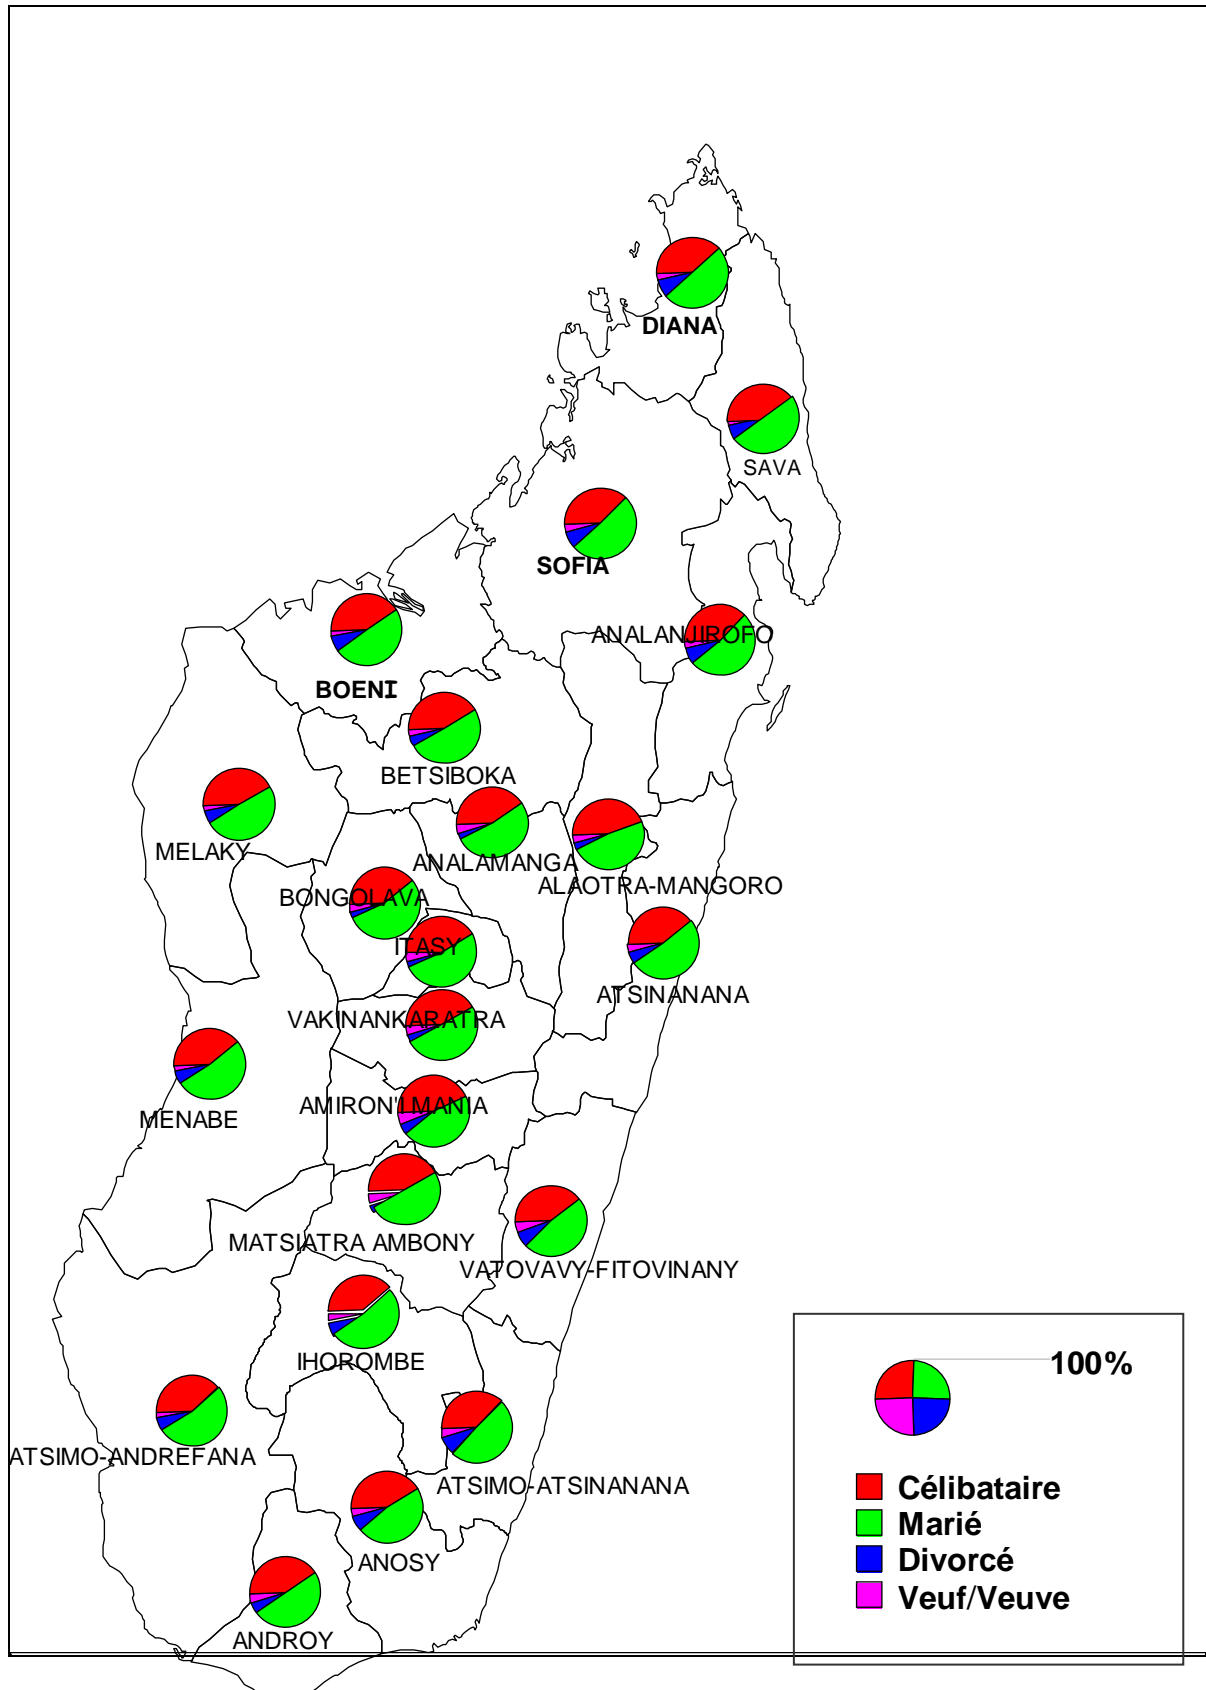 DIANA
SAVA
SOFIA
ANALANJIROFO
BOENI
BETSIBOKA
MELAKY
ANALAMANGA
ALAOTRA-MANGORO
BONGOLAVA
ITASY
ATSINANANA
VAKINANKARATRA
AMIRON'I MANIA
MENABE
MATSIATRA AMBONY
VATOVAVY-FITOVINANY
IHOROMBE
100%
ATSIMO-ANDREFANA
ATSIMO-ATSINANANA
Célibataire
Marié
ANOSY
Divorcé
Veuf/Veuve
ANDROY